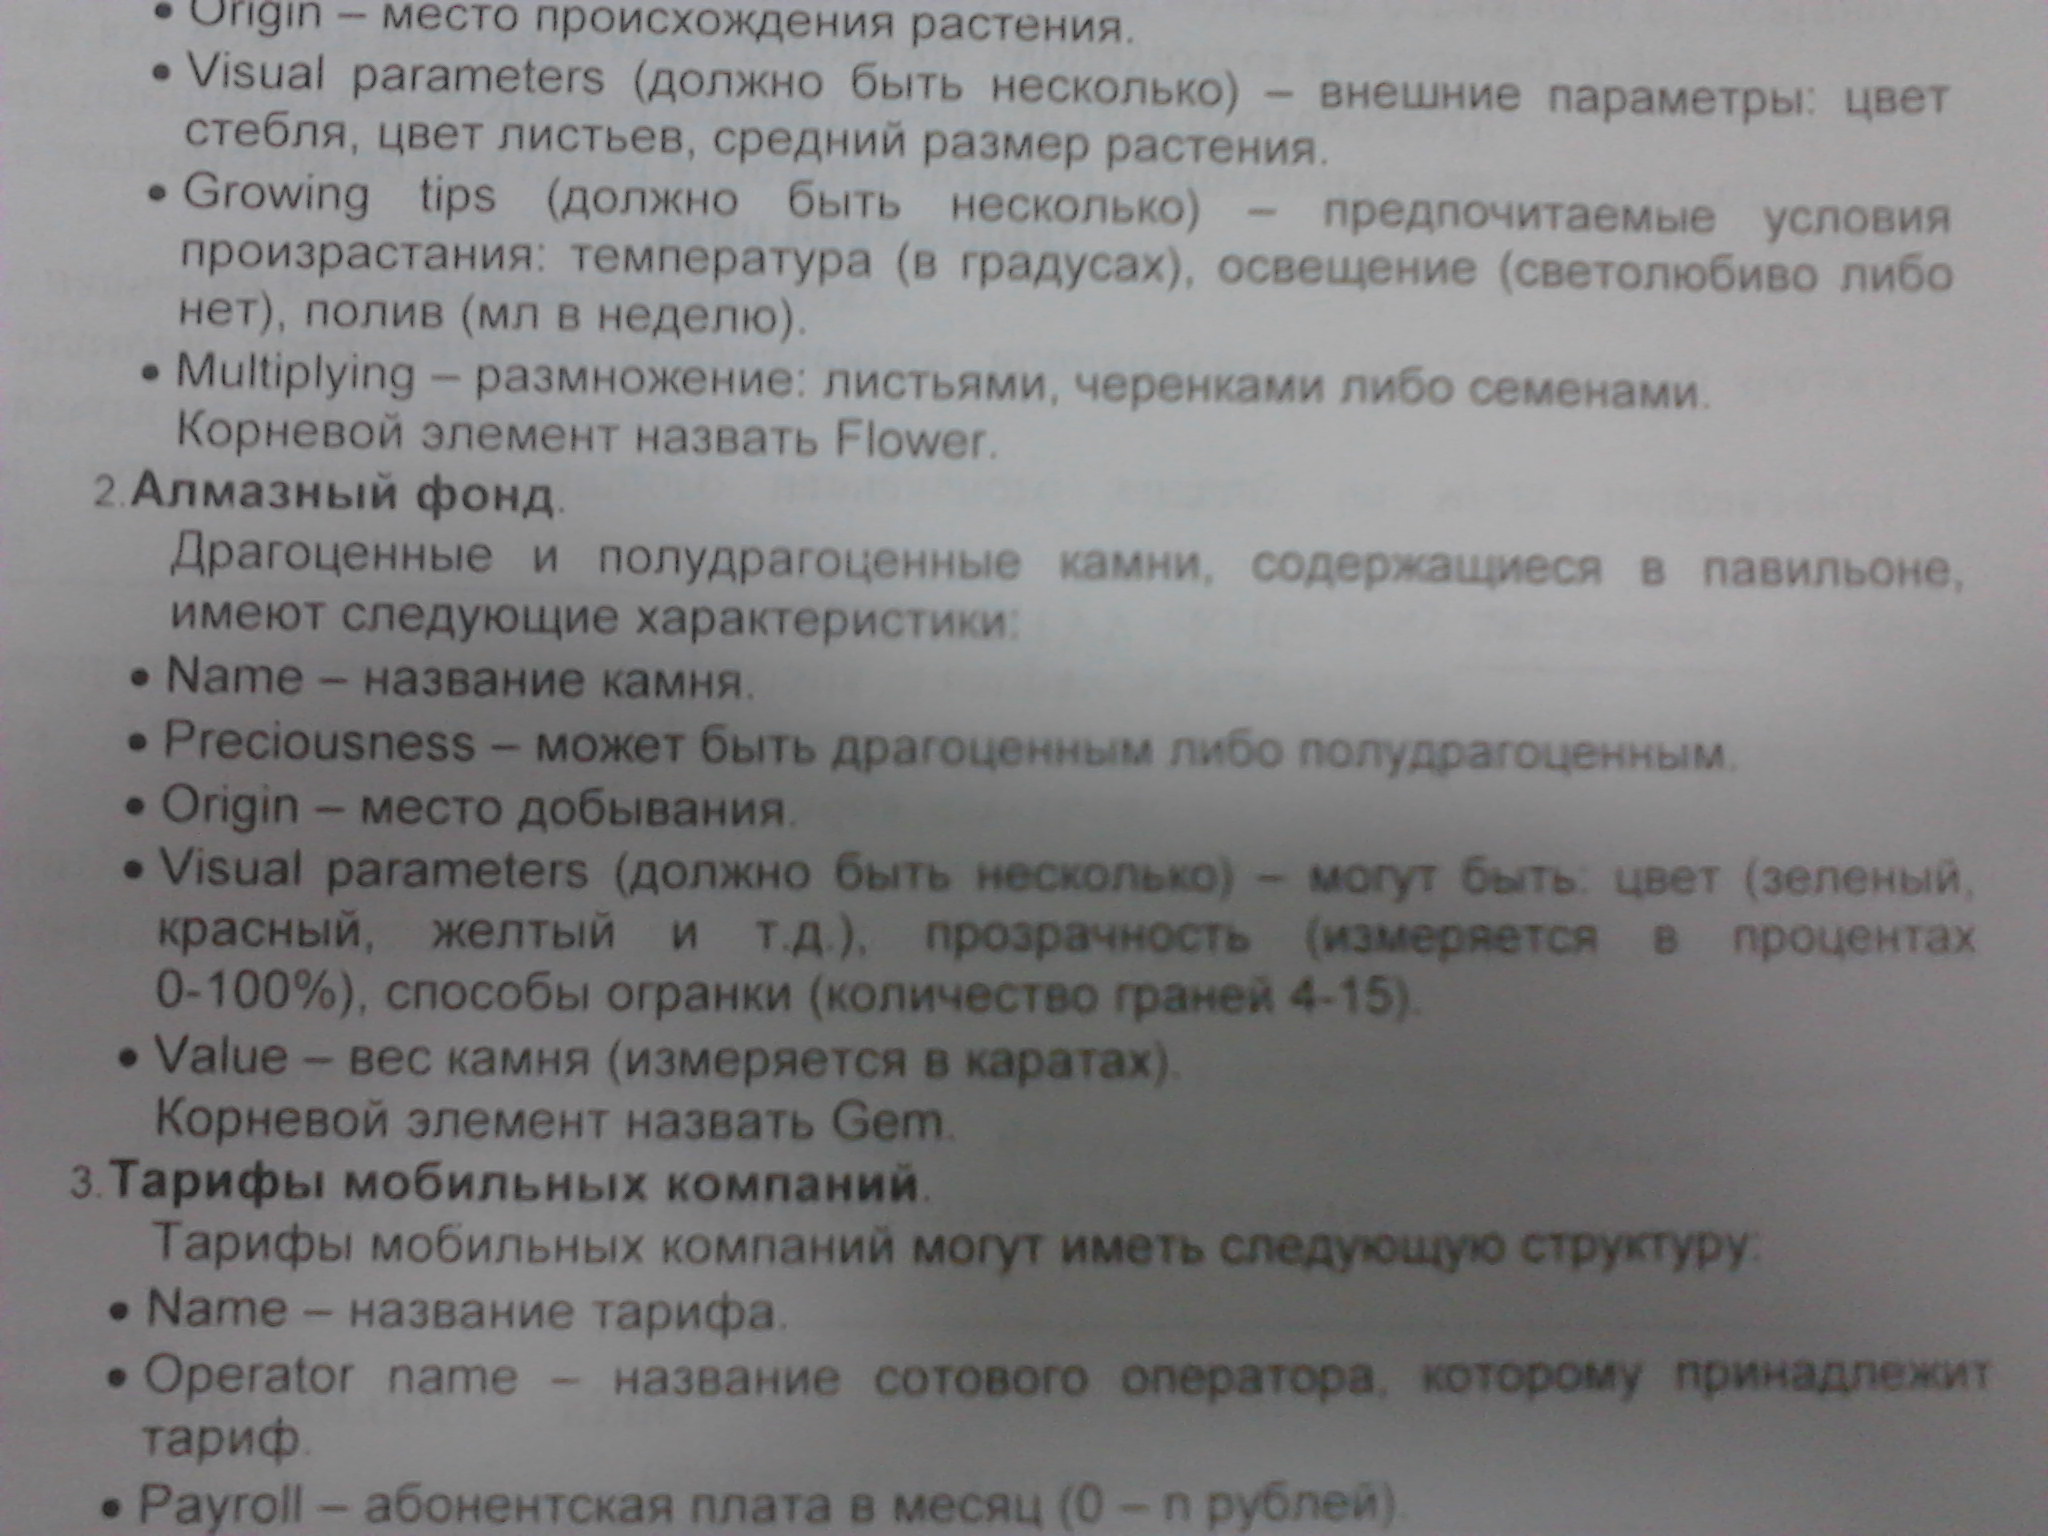 • Origin – место происхождения растения.
• Visual parameters (должно быть несколько) – внешние параметры: цвет
стебля, цвет листьев, средний размер растения.
• Growing tips (должно быть несколько) – предпочитаемые условия
произрастания: температура (в градусах), освещение (светолюбиво либо
нет), полив (мл в неделю).
• Multiplying – размножение: листьями, черенками либо семенами.
Корневой элемент назвать Flower.
2. Алмазный фонд.
Драгоценные и полудрагоценные камни, содержащиеся в павильоне,
имеют следующие характеристики:
• Name – название камня.
• Preciousness – может быть драгоценным либо полудрагоценным.
• Origin – место добывания.
• Visual parameters (должно быть несколько) – могут быть: цвет (зеленый,
красный, желтый и т.д.), прозрачность (измеряется в процентах
0-100%), способы огранки (количество граней 4-15).
• Value – вес камня (измеряется в каратах).
Корневой элемент назвать Gem.
3. Тарифы мобильных компаний.
Тарифы мобильных компаний могут иметь следующую структуру:
• Name – название тарифа.
• Operator name – название сотового оператора, которому принадлежит
тариф.
• Payroll – абонентская плата в месяц (0 – n рублей)